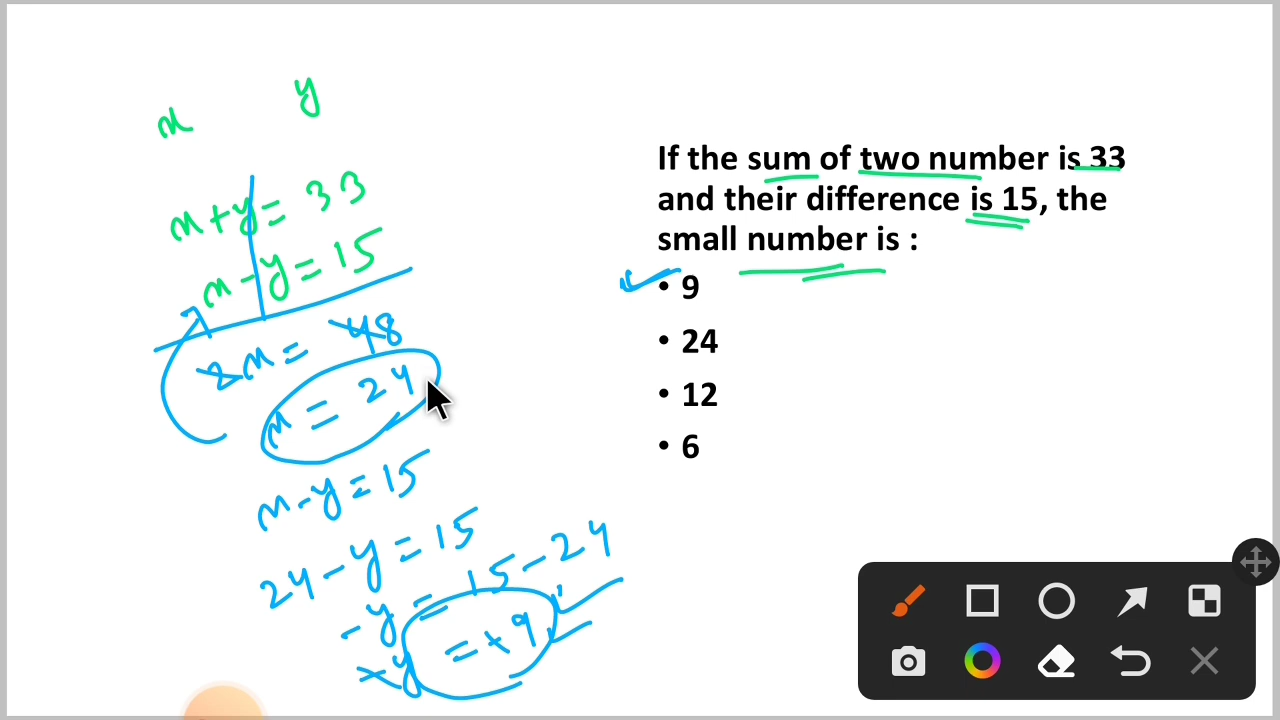 x y
x+y= 33
x-y=15
2x= 48
x = 24
x-y=15
24-y=15
-y = 15-24
+y =+9
If the sum of two number is 33
and their difference is 15, the
small number is :
• 9
• 24
• 12
• 6